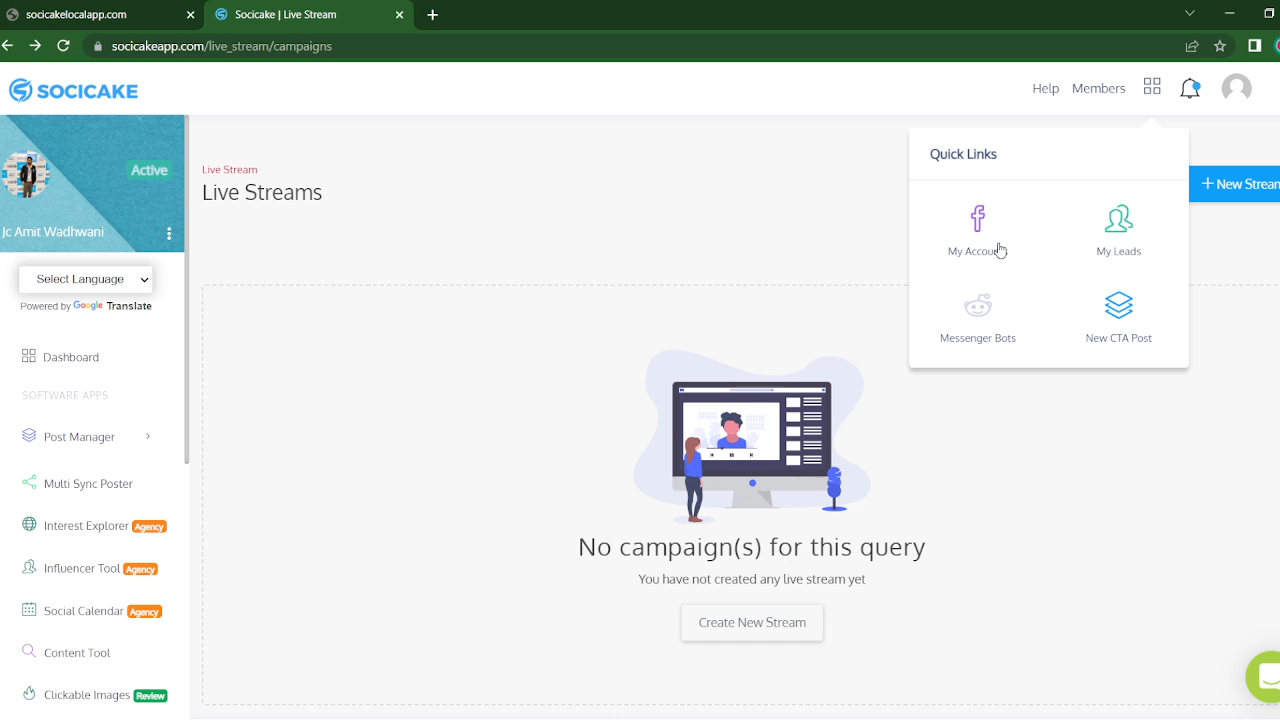 socicakelocalapp.com
Socicake | Live Stream
socicakeapp.com/live_stream/campaigns
SOCICAKE
Help Members
Active
Jc Amit Wadhwani
Select Language
Powered by Google Translate
Dashboard
SOFTWARE APPS
Post Manager
Multi Sync Poster
Interest Explorer Agency
Influencer Tool Agency
Social Calendar Agency
Content Tool
Clickable Images Review
Live Stream
Live Streams
Quick Links
+ New Strean
My Accou
My Leads
Messenger Bots
New CTA Post
No campaign(s) for this query
You have not created any live stream yet
Create New Stream